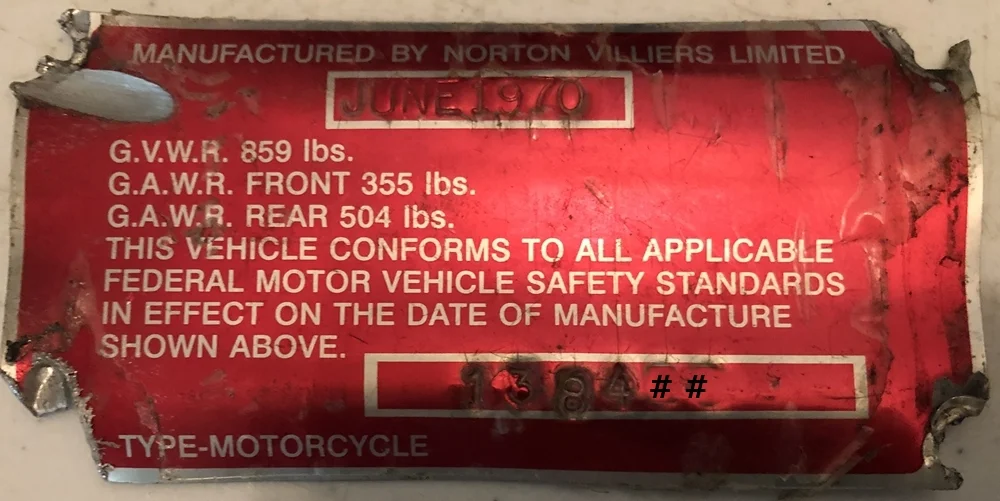 MANUFACTURED BY NORTON VILLIERS LIMITED.
JUNE 1970
G.V.W.R. 859 lbs.
G.A.W.R. FRONT 355 lbs.
G.A.W.R. REAR 504 lbs.
THIS VEHICLE CONFORMS TO ALL APPLICABLE
FEDERAL MOTOR VEHICLE SAFETY STANDARDS
IN EFFECT ON THE DATE OF MANUFACTURE
SHOWN ABOVE.
1384##
TYPE-MOTORCYCLE